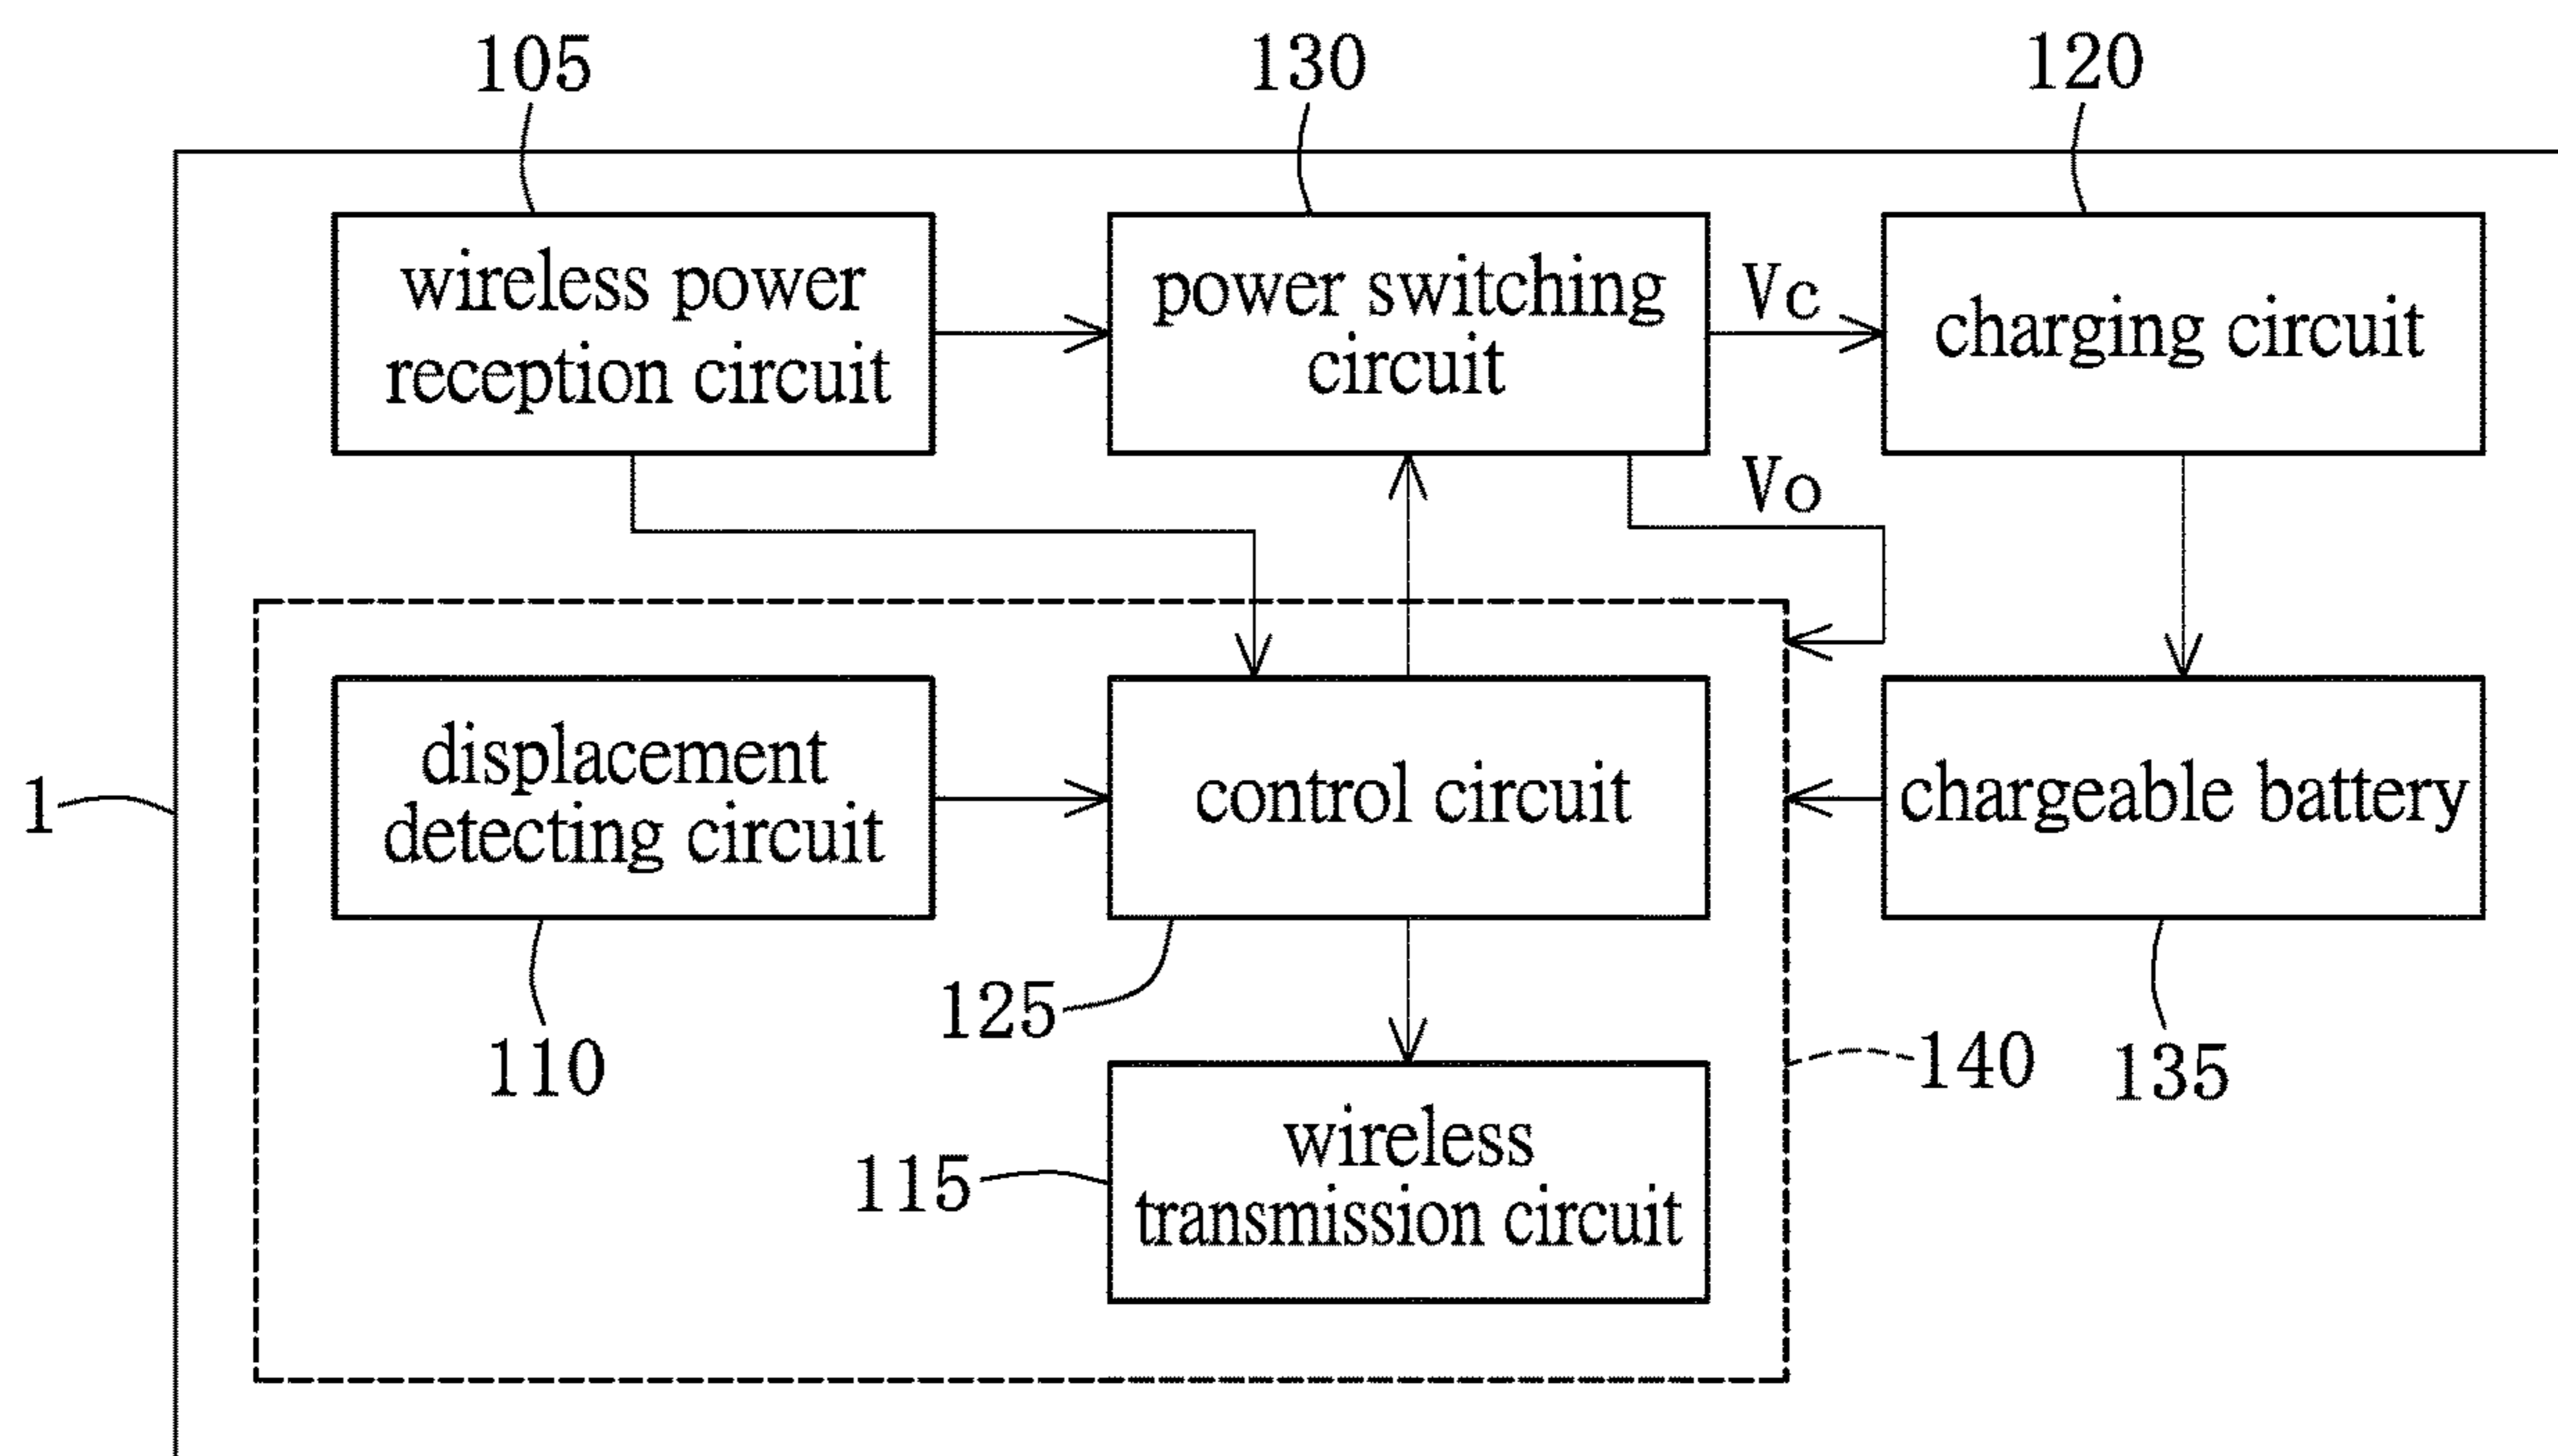 105
130
120
wireless power
reception circuit
power switching
circuit
Vc
charging circuit
Vo
displacement
detecting circuit
control circuit
chargeable battery
1
125
110
140
135
115
wireless
transmission circuit